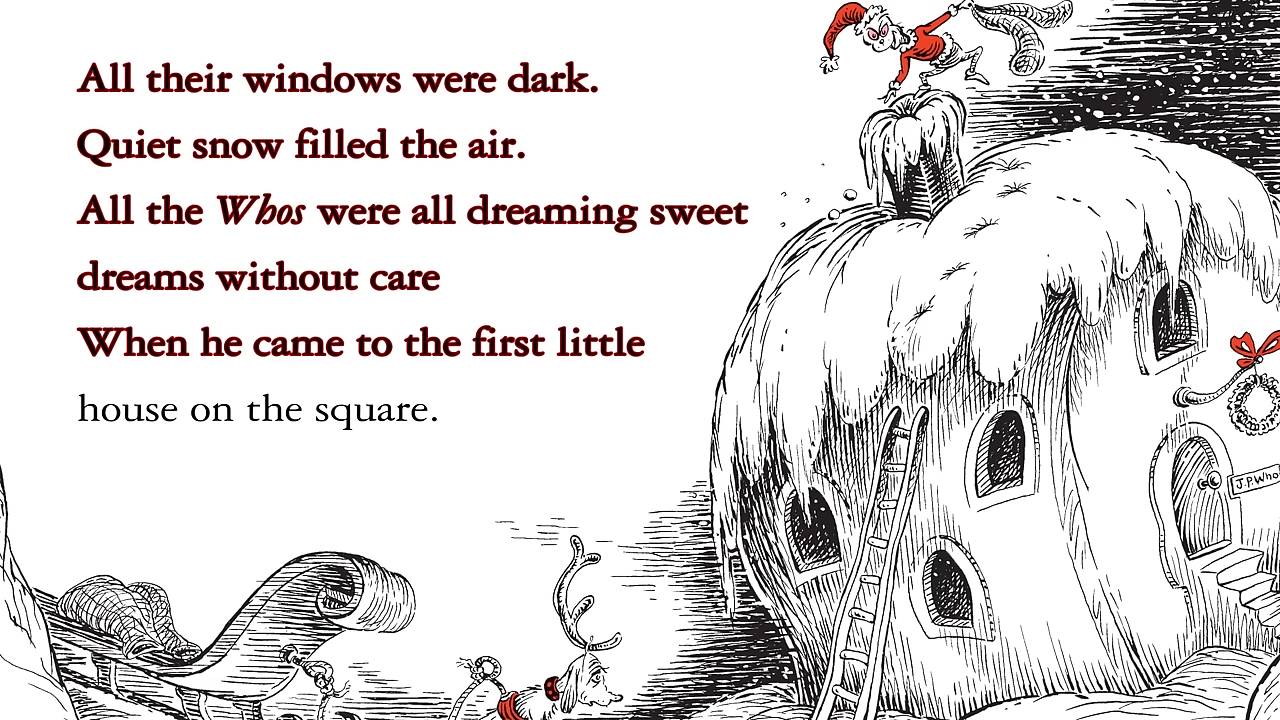 All their windows were dark.
Quiet snow filled the air.
All the Whos were all dreaming sweet
dreams without care
When he came to the first little
house on the square.
J.P.Who